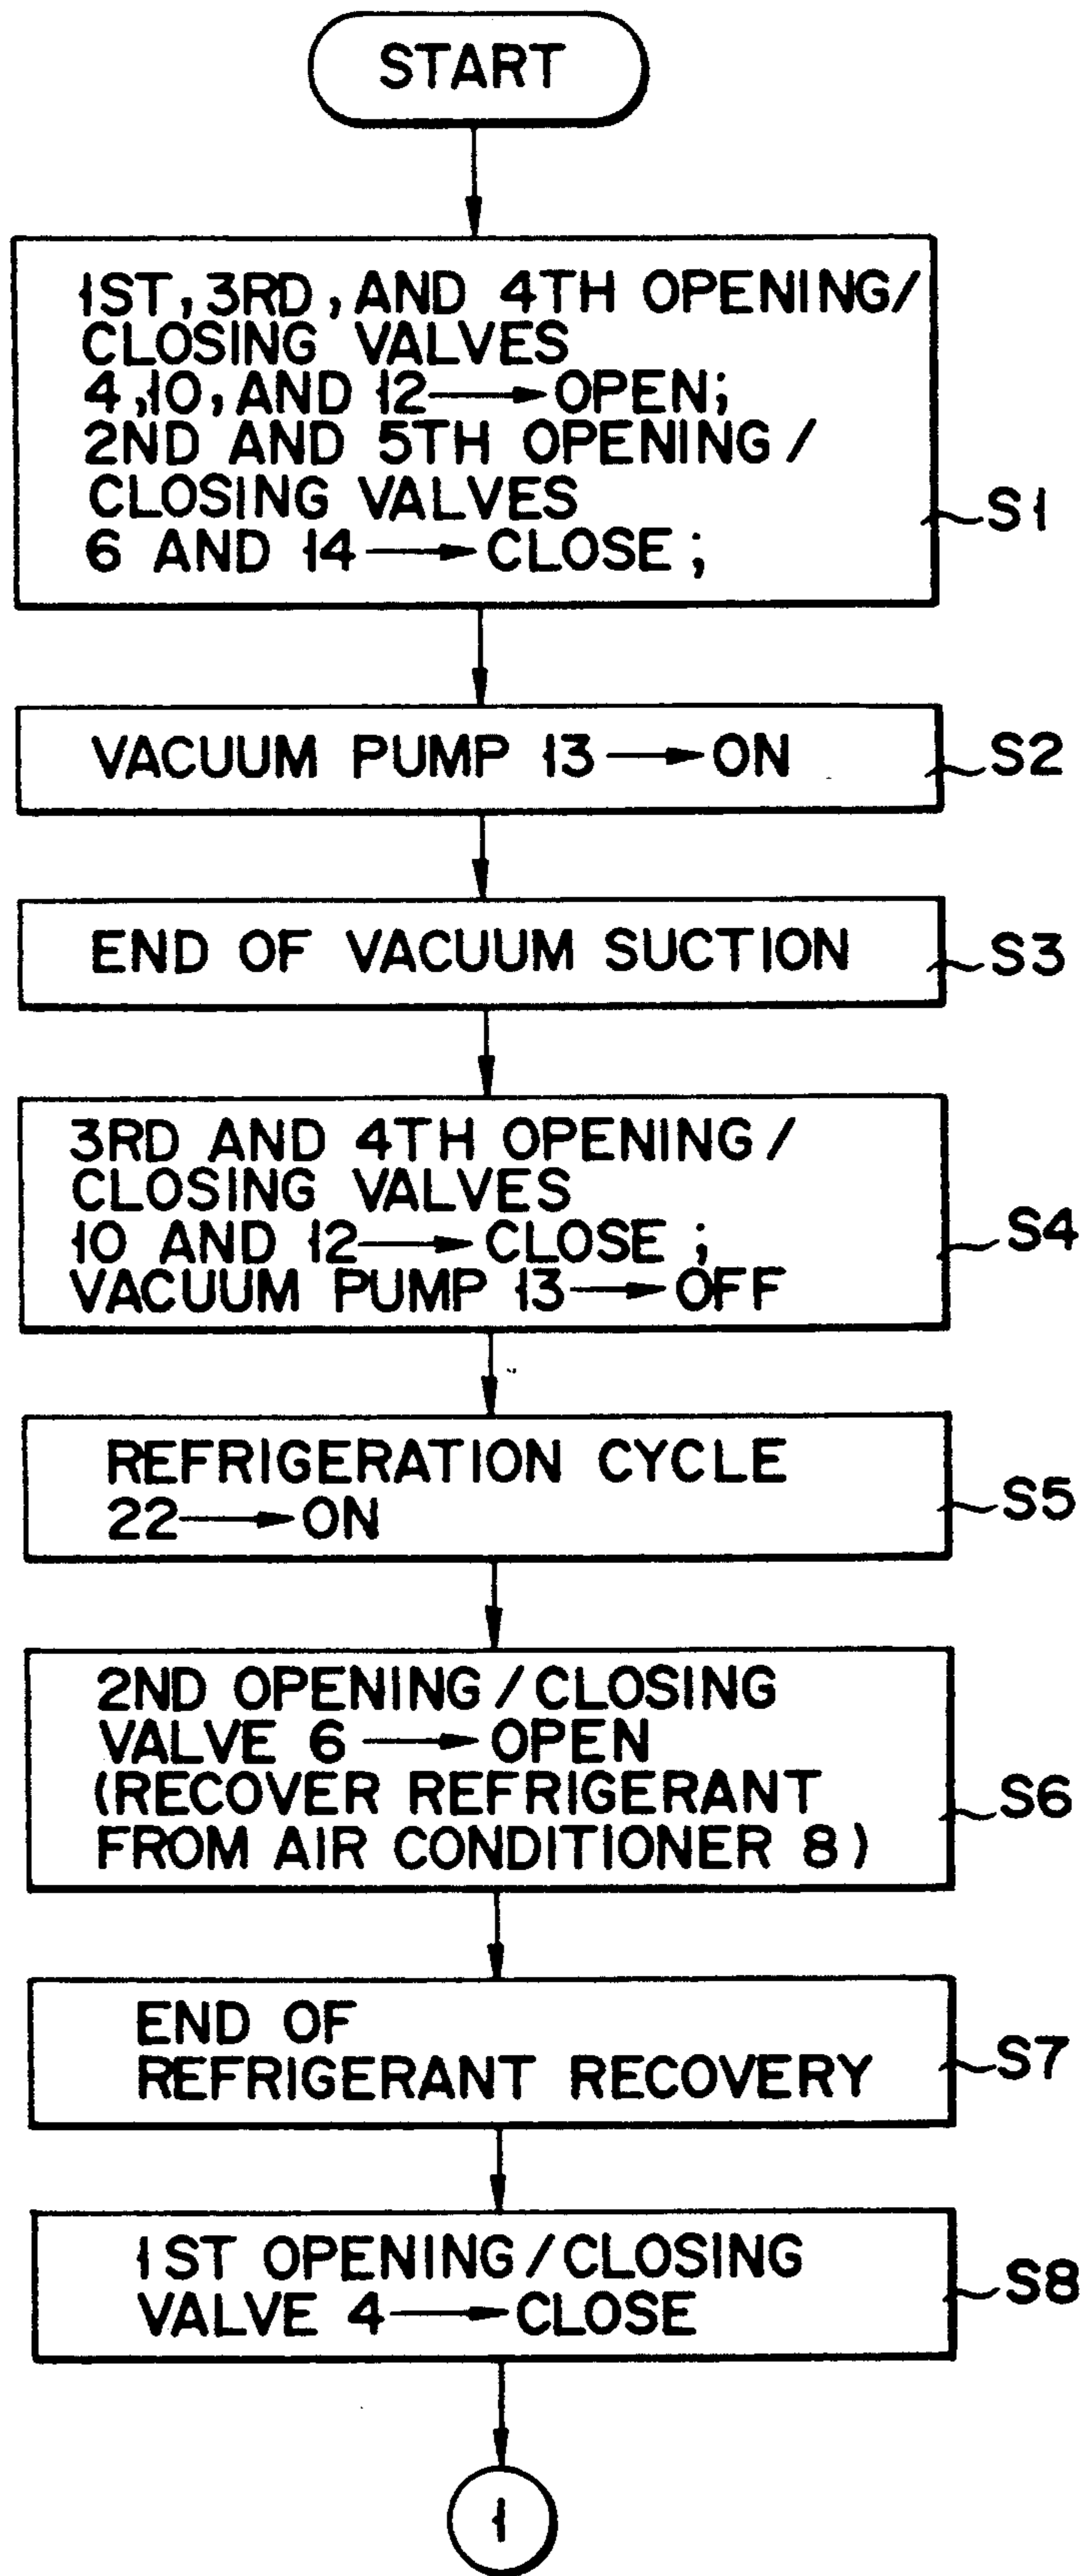 START
1ST, 3RD, AND 4TH OPENING/
CLOSING VALVES
4, 10, AND 12 → OPEN;
2ND AND 5TH OPENING/
CLOSING VALVES
6 AND 14 → CLOSE;
S1
VACUUM PUMP 13 → ON
S2
END OF VACUUM SUCTION
S3
3RD AND 4TH OPENING/
CLOSING VALVES
10 AND 12 → CLOSE;
VACUUM PUMP 13 → OFF
S4
REFRIGERATION CYCLE
22 → ON
S5
2ND OPENING/CLOSING
VALVE 6 → OPEN
(RECOVER REFRIGERANT
FROM AIR CONDITIONER 8)
S6
END OF
REFRIGERANT RECOVERY
S7
1ST OPENING/CLOSING
VALVE 4 → CLOSE
S8
1